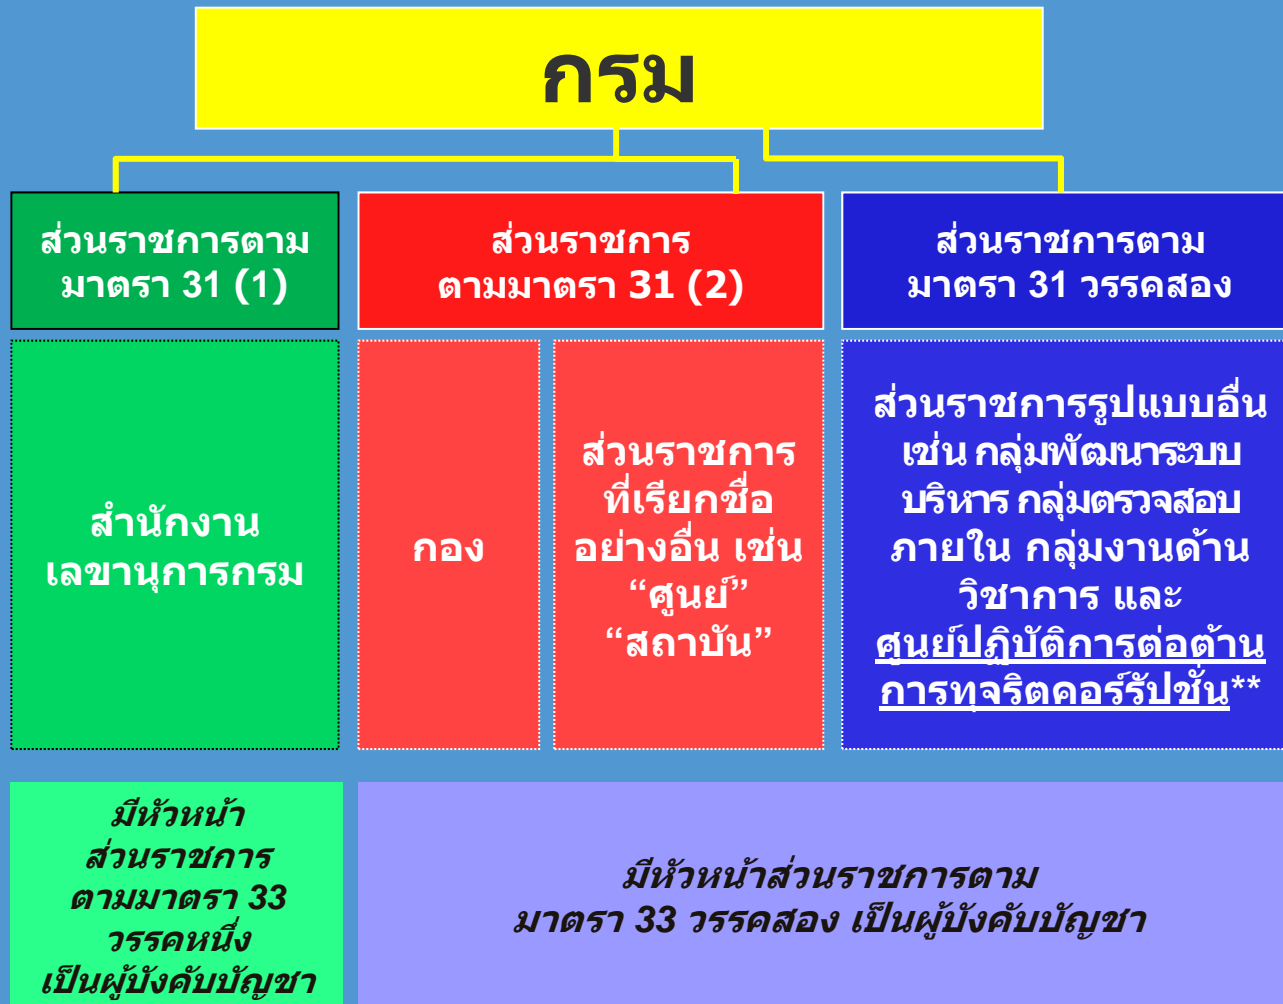 กรม
ส่วนราชการตาม
มาตรา 31 (1)
ส่วนราชการ
ตามมาตรา 31 (2)
ส่วนราชการตาม
มาตรา 31 วรรคสอง
สำนักงาน
เลขานุการกรม
กอง
ส่วนราชการ
ที่เรียกชื่อ
อย่างอื่น เช่น
“ศูนย์”
“สถาบัน”
ส่วนราชการรูปแบบอื่น
เช่น กลุ่มพัฒนาระบบ
บริหาร กลุ่มตรวจสอบ
ภายใน กลุ่มงานด้าน
วิชาการ และ
ศูนย์ปฏิบัติการต่อต้าน
การทุจริตคอร์รัปชั่น**
มีหัวหน้า
ส่วนราชการ
ตามมาตรา 33
วรรคหนึ่ง
เป็นผู้บังคับบัญชา
มีหัวหน้าส่วนราชการตาม
มาตรา 33 วรรคสอง เป็นผู้บังคับบัญชา